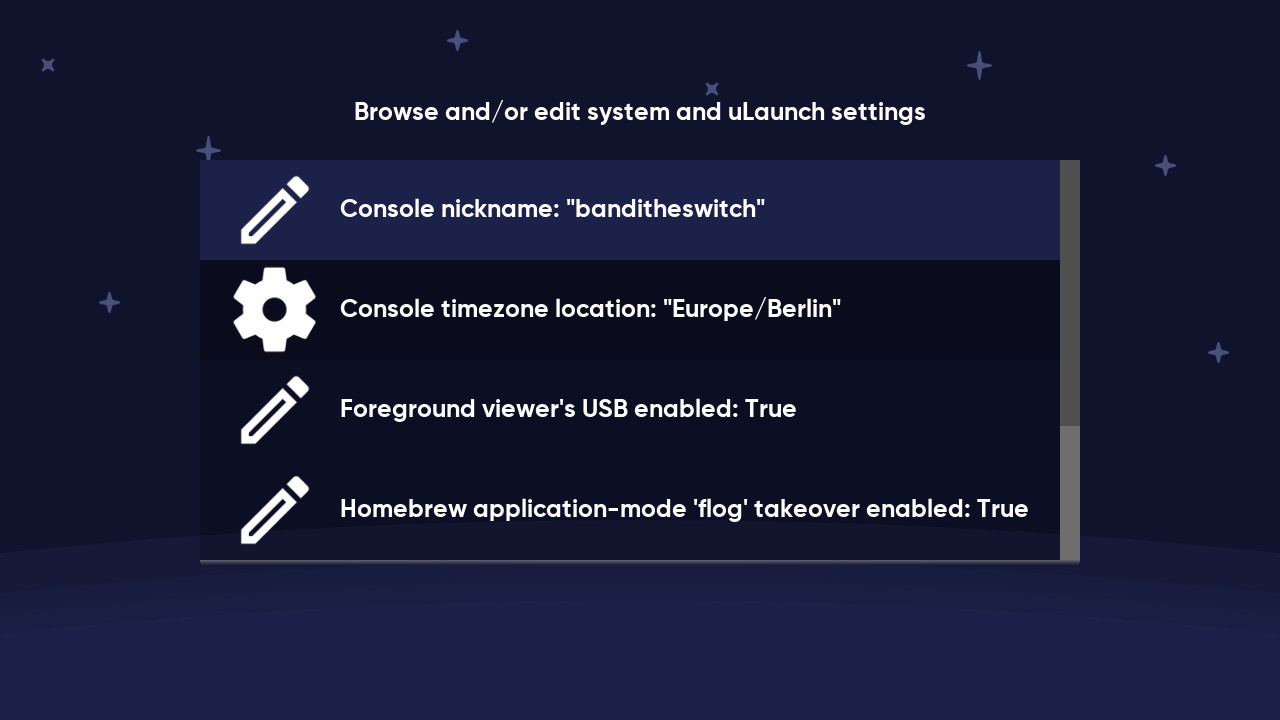 Browse and/or edit system and uLaunch settings
Console nickname: "banditheswitch"
Console timezone location: "Europe/Berlin"
Foreground viewer's USB enabled: True
Homebrew application-mode 'flog' takeover enabled: True